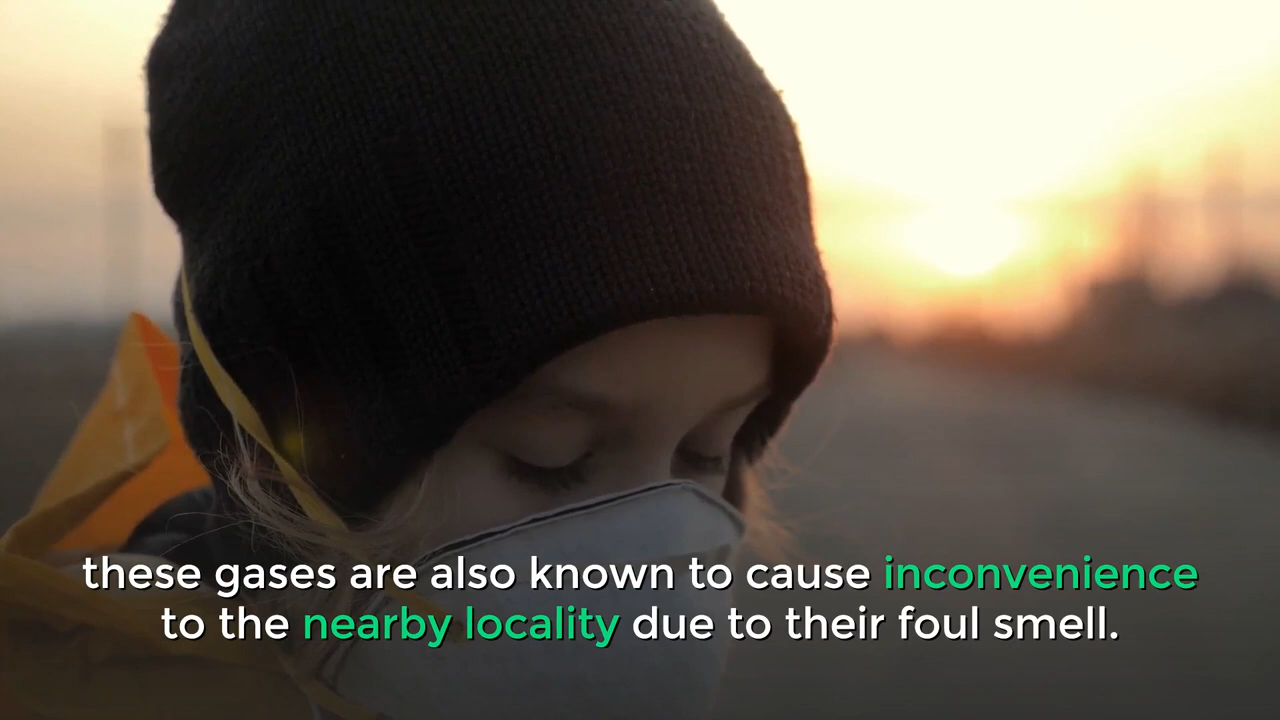 these gases are also known to cause inconvenience
to the nearby locality due to their foul smell.